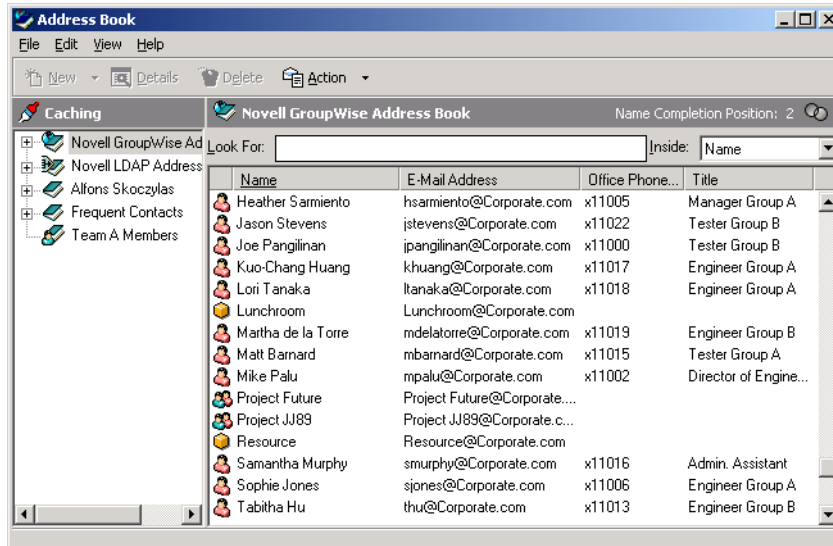 Address Book
File Edit View Help
New Details Delete Action
Caching
Novell GroupWise Ad
Novell LDAP Address
Alfons Skoczylas
Frequent Contacts
Team A Members
Novell GroupWise Address Book Name Completion Position: 2
Look For: Inside: Name
Name E-Mail Address Office Phone... Title
Heather Sarmiento hsarmiento@Corporate.com x11005 Manager Group A
Jason Stevens jstevens@Corporate.com x11022 Tester Group B
Joe Pangilinan jpangilinan@Corporate.com x11000 Tester Group B
Kuo-Chang Huang khuang@Corporate.com x11017 Engineer Group A
Lori Tanaka ltanaka@Corporate.com x11018 Engineer Group A
Lunchroom Lunchroom@Corporate.com
Martha de la Torre mdelatorre@Corporate.com x11019 Engineer Group B
Matt Barnard mbarnard@Corporate.com x11015 Tester Group A
Mike Palu mpalu@Corporate.com x11002 Director of Engine...
Project Future Project Future@Corporate....
Project JJ89 Project JJ89@Corporate.c...
Resource Resource@Corporate.com
Samantha Murphy smurphy@Corporate.com x11016 Admin. Assistant
Sophie Jones sjones@Corporate.com x11006 Engineer Group A
Tabitha Hu thu@Corporate.com x11013 Engineer Group B